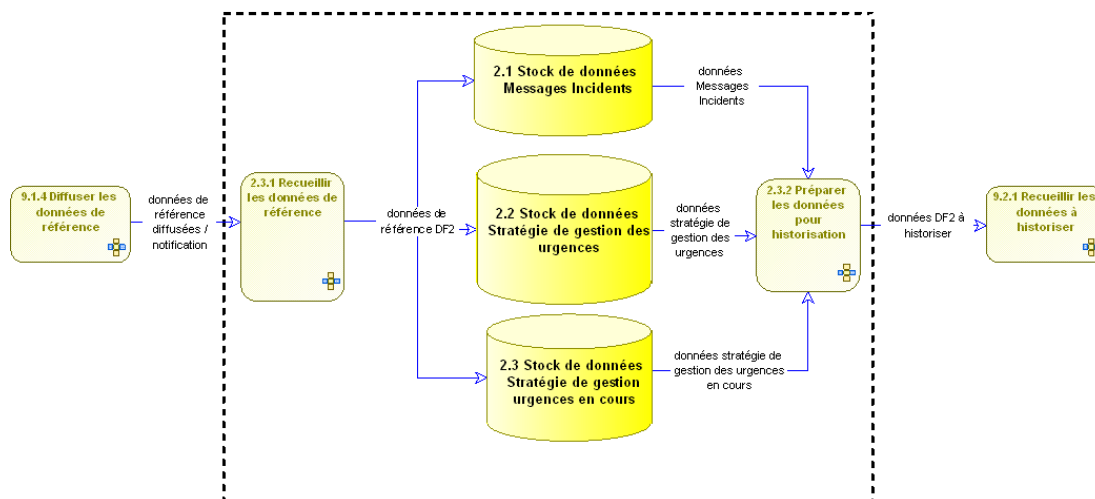 9.1.4 Diffuser les
données de
référence
données de
référence
diffusées /
notification
2.3.1 Recueillir
les données de
référence
données de
référence DF2
2.1 Stock de données
Messages Incidents
2.2 Stock de données
Stratégie de gestion des
urgences
2.3 Stock de données
Stratégie de gestion
urgences en cours
données
Messages
Incidents
données
stratégie de
gestion des
urgences
données stratégie de
gestion des urgences
en cours
2.3.2 Préparer
les données
pour
historisation
données DF2 à
historiser
9.2.1 Recueillir les
données à
historiser